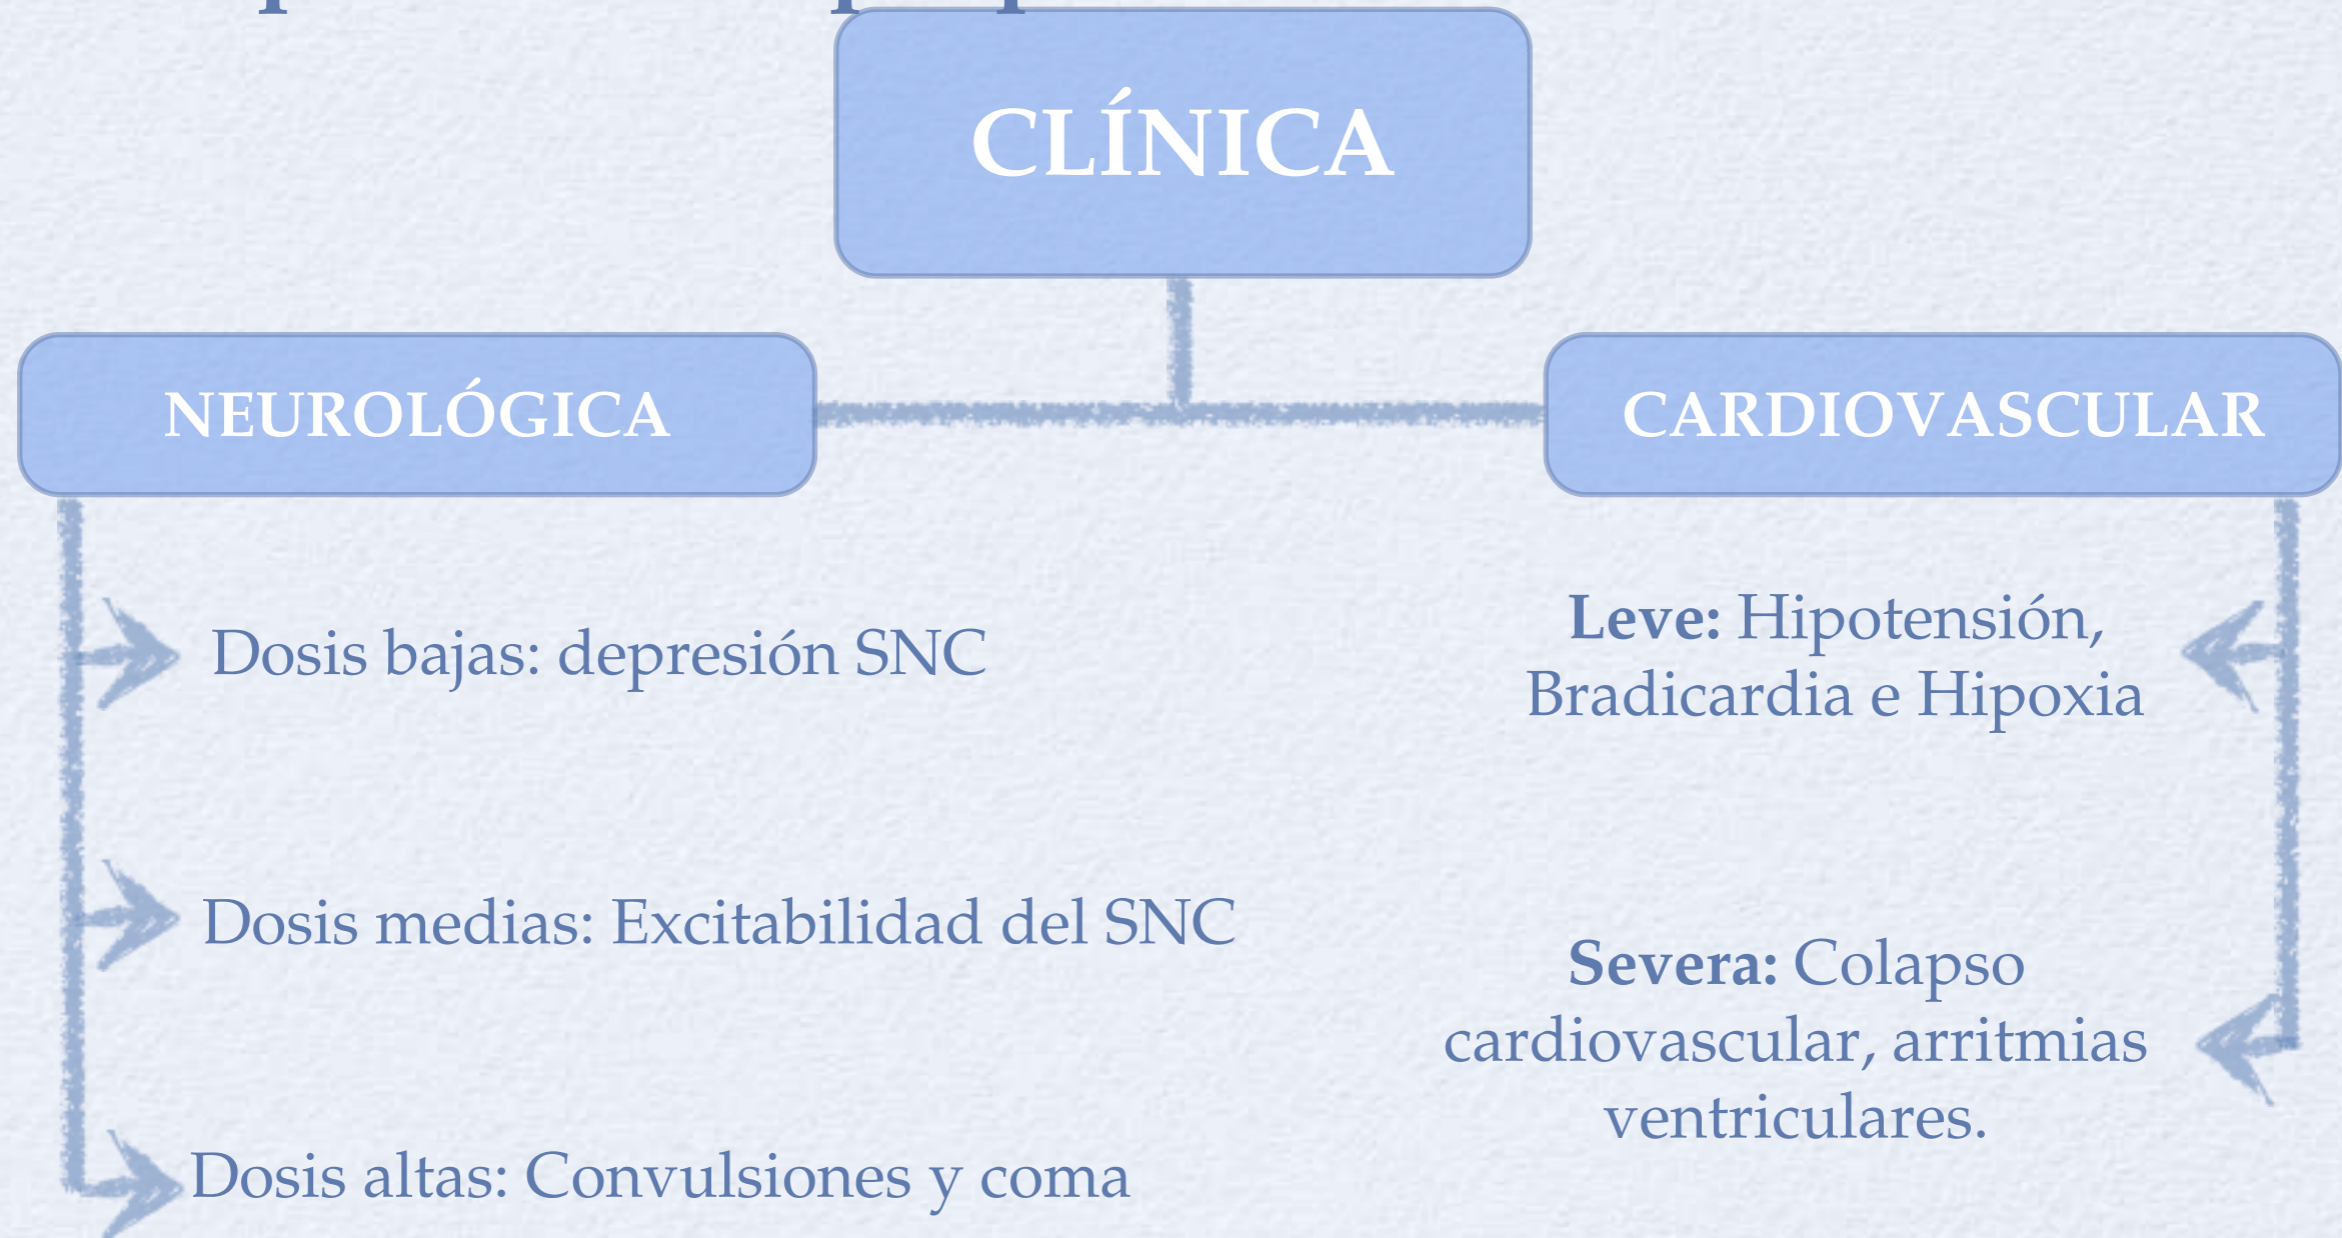 CLÍNICA
NEUROLÓGICA
Dosis bajas: depresión SNC
Dosis medias: Excitabilidad del SNC
Dosis altas: Convulsiones y coma
CARDIOVASCULAR
Leve: Hipotensión,
Bradicardia e Hipoxia
Severa: Colapso
cardiovascular, arritmias
ventriculares.